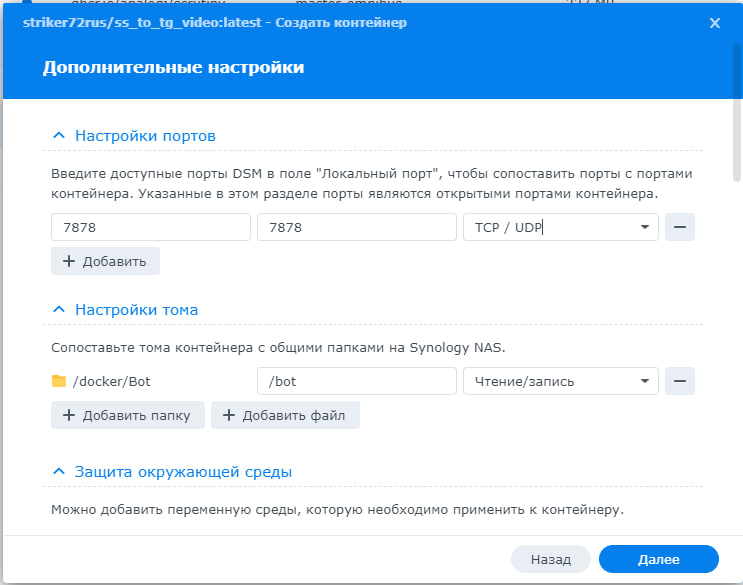 striker72rus/ss_to_tg_video:latest - Создать контейнер
Дополнительные настройки
Настройки портов
Введите доступные порты DSM в поле "Локальный порт", чтобы сопоставить порты с портами
контейнера. Указанные в этом разделе порты являются открытыми портами контейнера.
7878 7878 TCP / UDP
Добавить
Настройки тома
Сопоставьте тома контейнера с общими папками на Synology NAS.
/docker/Bot /bot Чтение/запись
Добавить папку Добавить файл
Защита окружающей среды
Можно добавить переменную среды, которую необходимо применить к контейнеру.
Назад Далее